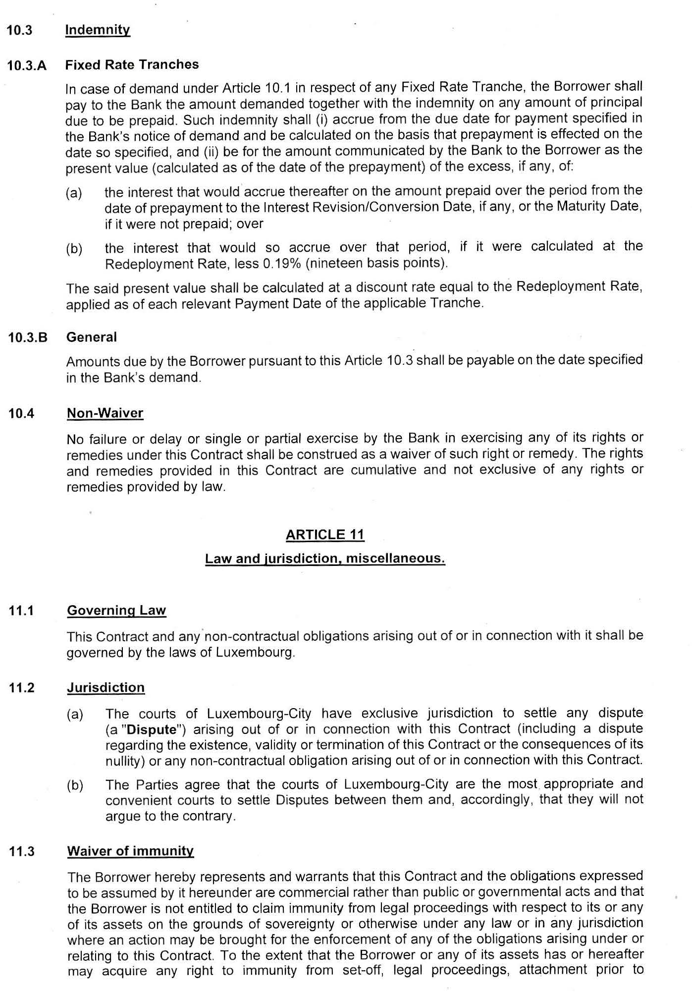 10.3 Indemnity
10.3.A Fixed Rate Tranches
In case of demand under Article 10.1 in respect of any Fixed Rate Tranche, the Borrower shall
pay to the Bank the amount demanded together with the indemnity on any amount of principal
due to be prepaid. Such indemnity shall (i) accrue from the due date for payment specified in
the Bank's notice of demand and be calculated on the basis that prepayment is effected on the
date so specified, and (ii) be for the amount communicated by the Bank to the Borrower as the
present value (calculated as of the date of the prepayment) of the excess, if any, of:
(a) the interest that would accrue thereafter on the amount prepaid over the period from the
date of prepayment to the Interest Revision/Conversion Date, if any, or the Maturity Date,
if it were not prepaid; over
(b) the interest that would so accrue over that period, if it were calculated at the
Redeployment Rate, less 0.19% (nineteen basis points).
The said present value shall be calculated at a discount rate equal to the Redeployment Rate,
applied as of each relevant Payment Date of the applicable Tranche.
10.3.B General
Amounts due by the Borrower pursuant to this Article 10.3 shall be payable on the date specified
in the Bank's demand.
10.4 Non-Waiver
No failure or delay or single or partial exercise by the Bank in exercising any of its rights or
remedies under this Contract shall be construed as a waiver of such right or remedy. The rights
and remedies provided in this Contract are cumulative and not exclusive of any rights or
remedies provided by law.
ARTICLE 11
Law and jurisdiction, miscellaneous.
11.1 Governing Law
This Contract and any non-contractual obligations arising out of or in connection with it shall be
governed by the laws of Luxembourg.
11.2 Jurisdiction
(a) The courts of Luxembourg-City have exclusive jurisdiction to settle any dispute
(a "Dispute") arising out of or in connection with this Contract (including a dispute
regarding the existence, validity or termination of this Contract or the consequences of its
nullity) or any non-contractual obligation arising out of or in connection with this Contract.
(b) The Parties agree that the courts of Luxembourg-City are the most appropriate and
convenient courts to settle Disputes between them and, accordingly, that they will not
argue to the contrary.
11.3 Waiver of immunity
The Borrower hereby represents and warrants that this Contract and the obligations expressed
to be assumed by it hereunder are commercial rather than public or governmental acts and that
the Borrower is not entitled to claim immunity from legal proceedings with respect to its or any
of its assets on the grounds of sovereignty or otherwise under any law or in any jurisdiction
where an action may be brought for the enforcement of any of the obligations arising under or
relating to this Contract. To the extent that the Borrower or any of its assets has or hereafter
may acquire any right to immunity from set-off, legal proceedings, attachment prior to